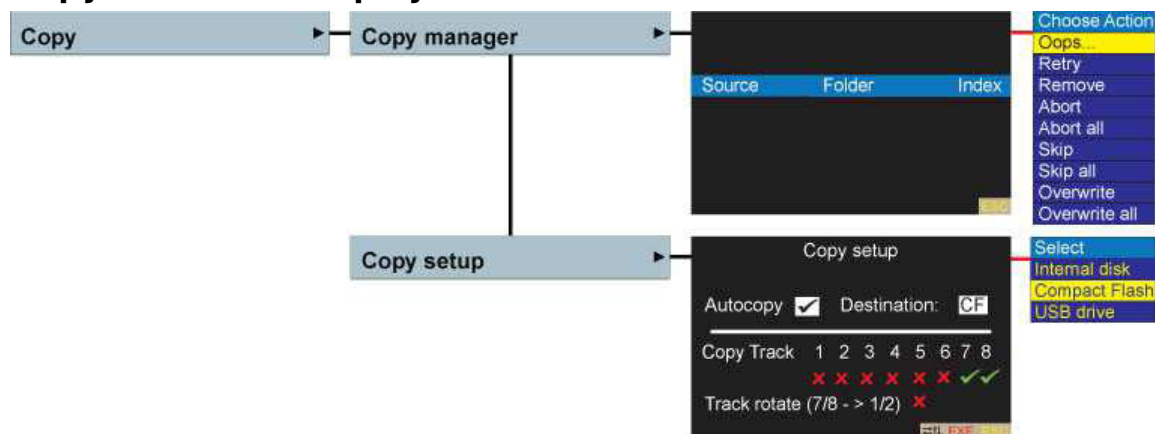 Copy
Copy manager
Source Folder Index
ESC
Choose Action
Oops...
Retry
Remove
Abort
Abort all
Skip
Skip all
Overwrite
Overwrite all
Copy setup
Copy setup
Autocopy Destination: CF
Copy Track 1 2 3 4 5 6 7 8
Track rotate (7/8 - > 1/2)
EXE ESC
Select
Internal disk
Compact Flash
USB drive